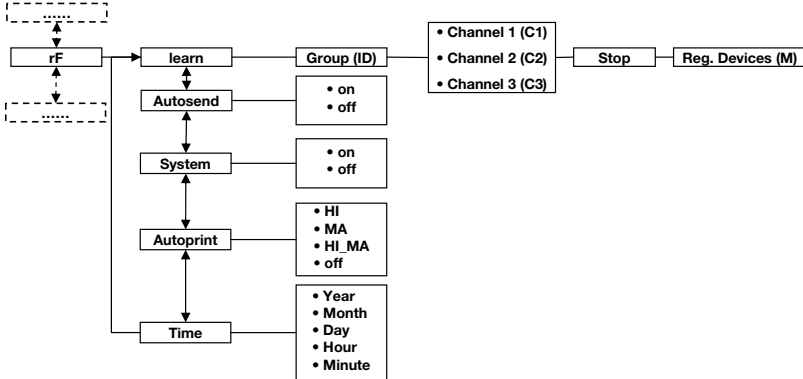 ......
rF
......
learn
Group (ID)
• Channel 1 (C1)
• Channel 2 (C2)
• Channel 3 (C3)
Stop
Reg. Devices (M)
Autosend
• on
• off
System
• on
• off
Autoprint
• HI
• MA
• HI_MA
• off
Time
• Year
• Month
• Day
• Hour
• Minute